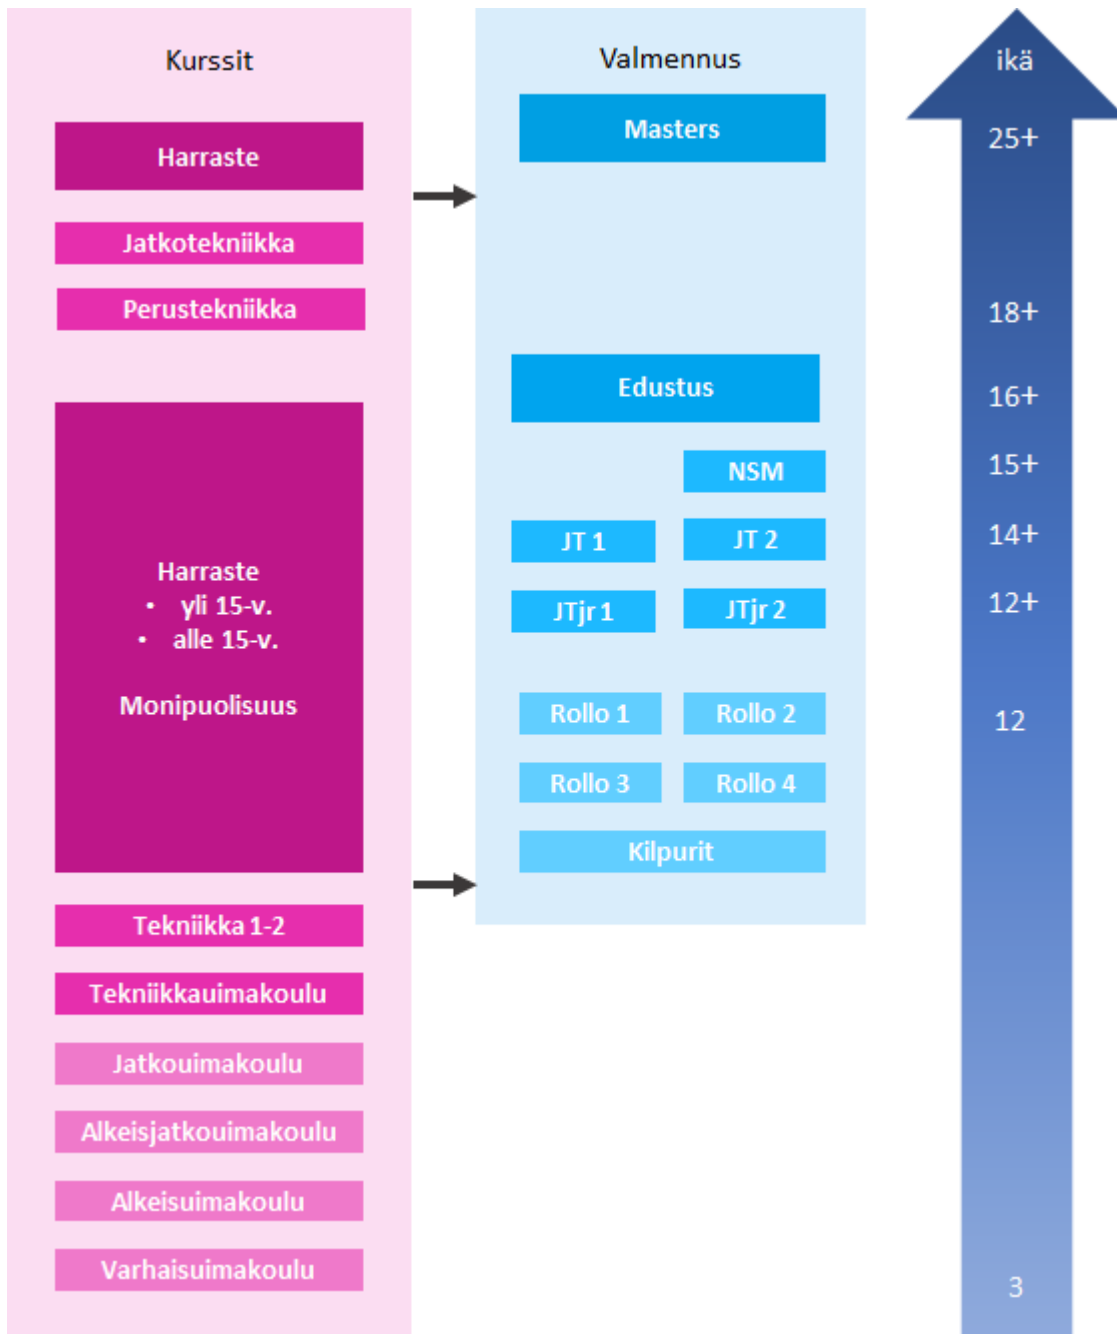 Kurssit
Harraste
Jatkotekniikka
Perustekniikka
Harraste
• yli 15-v.
• alle 15-v.
Monipuolisuus
Tekniikka 1-2
Tekniikkauimakoulu
Jatkouimakoulu
Alkeisjatkouimakoulu
Alkeisuimakoulu
Varhaisuimakoulu
Valmennus
Masters
Edustus
NSM
JT 1
JT 2
JTjr 1
JTjr 2
Rollo 1
Rollo 2
Rollo 3
Rollo 4
Kilpurit
ikä
25+
18+
16+
15+
14+
12+
12
3